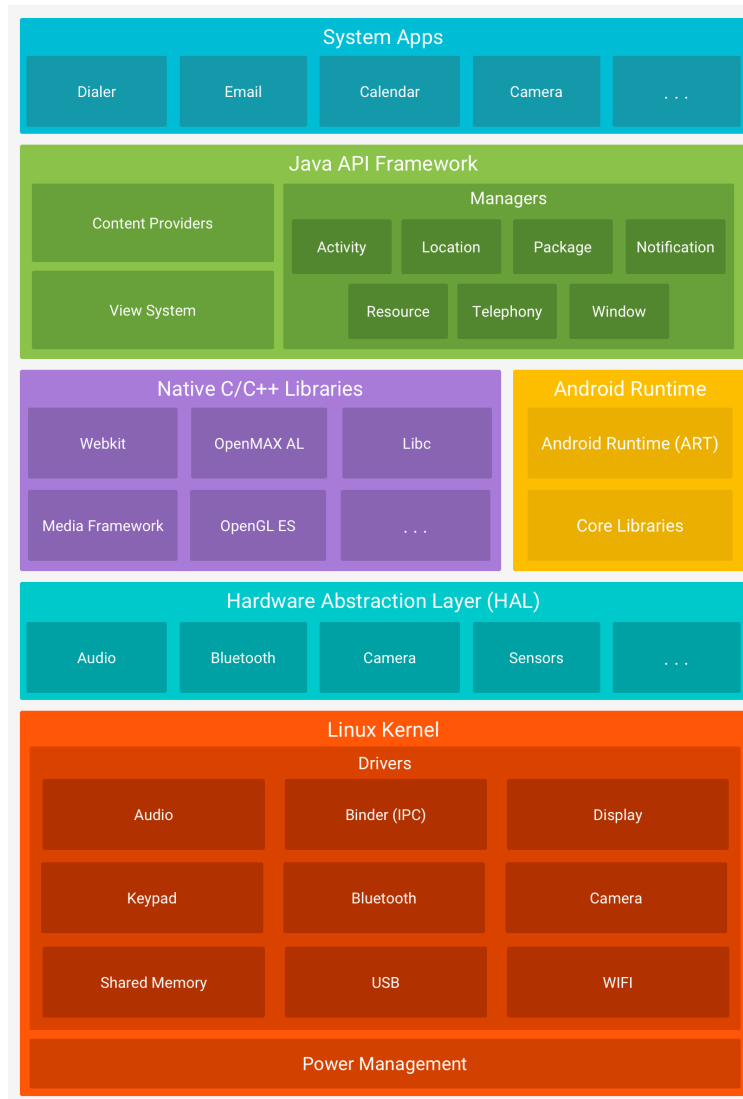 System Apps
Dialer
Email
Calendar
Camera
. . .
Java API Framework
Content Providers
View System
Managers
Activity
Location
Package
Notification
Resource
Telephony
Window
Native C/C++ Libraries
Webkit
OpenMAX AL
Libc
Media Framework
OpenGL ES
. . .
Android Runtime
Android Runtime (ART)
Core Libraries
Hardware Abstraction Layer (HAL)
Audio
Bluetooth
Camera
Sensors
. . .
Linux Kernel
Drivers
Audio
Binder (IPC)
Display
Keypad
Bluetooth
Camera
Shared Memory
USB
WIFI
Power Management